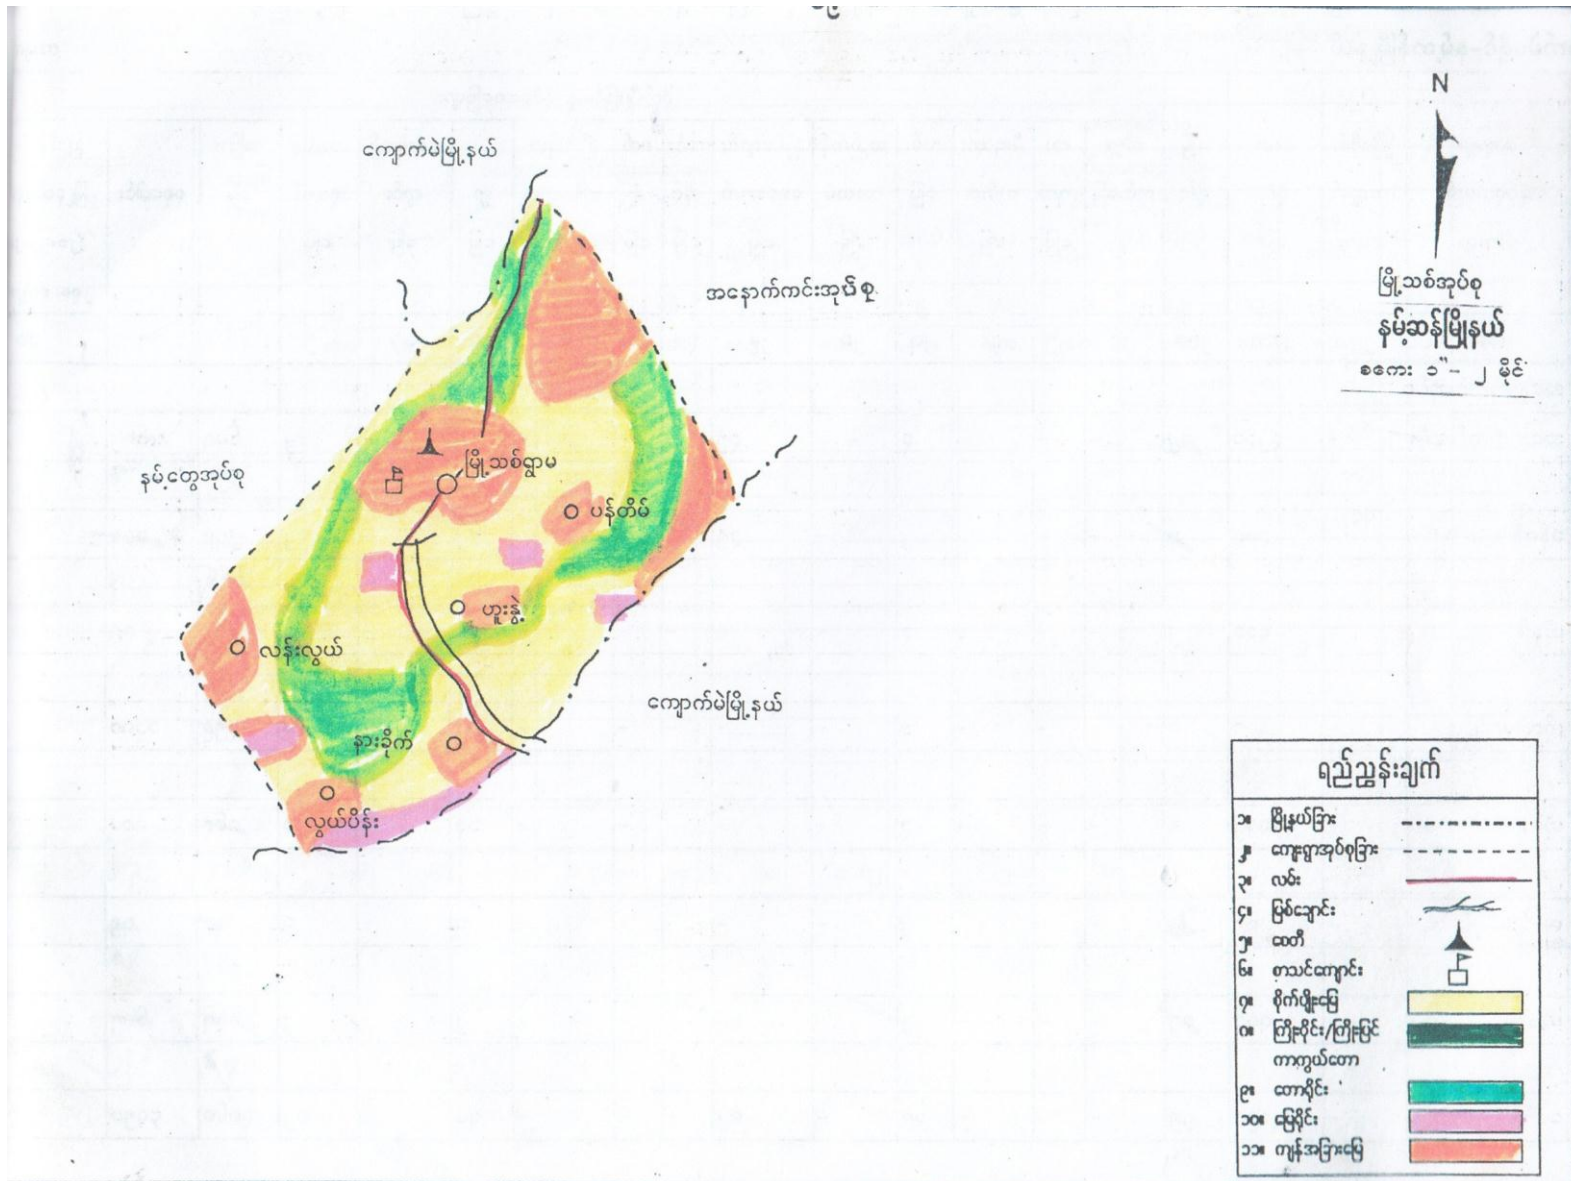 ကျောက်မဲမြို့နယ်
N
အနောက်ကင်းအုပ်စု
မြို့သစ်အုပ်စု
နမ့်ဆန်မြို့နယ်
စကေး ၁" – ၂ မိုင်
နမ့်တွေအုပ်စု
မြို့သစ်ရွာမ
ပန်တိမ်
ဟူးနွဲ့
လန်းလွယ်
ကျောက်မဲမြို့နယ်
နားခိုက်
လွယ်ပိန်း
ရည်ညွှန်းချက်
၁။ မြို့နယ်ခြား
၂။ ကျေးရွာအုပ်စုခြား
၃။ လမ်း
၄။ မြစ်ချောင်း
၅။ စေတီ
၆။ စာသင်ကျောင်း
၇။ စိုက်ပျိုးမြေ
၈။ ကြိုးဝိုင်း/ကြိုးပြင်
ကာကွယ်တော
၉။ တောရိုင်း
၁၀။ မြေရိုင်း
၁၁။ ကျန်အခြားမြေ